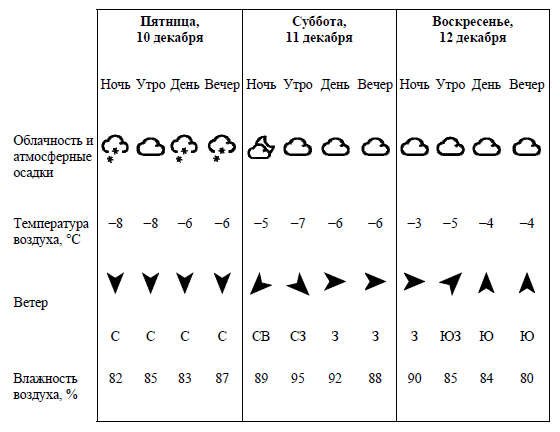 Пятница, 10 декабря
Суббота, 11 декабря
Воскресенье, 12 декабря
Ночь Утро День Вечер Ночь Утро День Вечер Ночь Утро День Вечер
Облачность и атмосферные осадки
Температура воздуха, °C −8 −8 −6 −6 −5 −7 −6 −6 −3 −5 −4 −4
Ветер
С С С С СВ СЗ З З З ЮЗ Ю Ю
Влажность воздуха, % 82 85 83 87 89 95 92 88 90 85 84 80